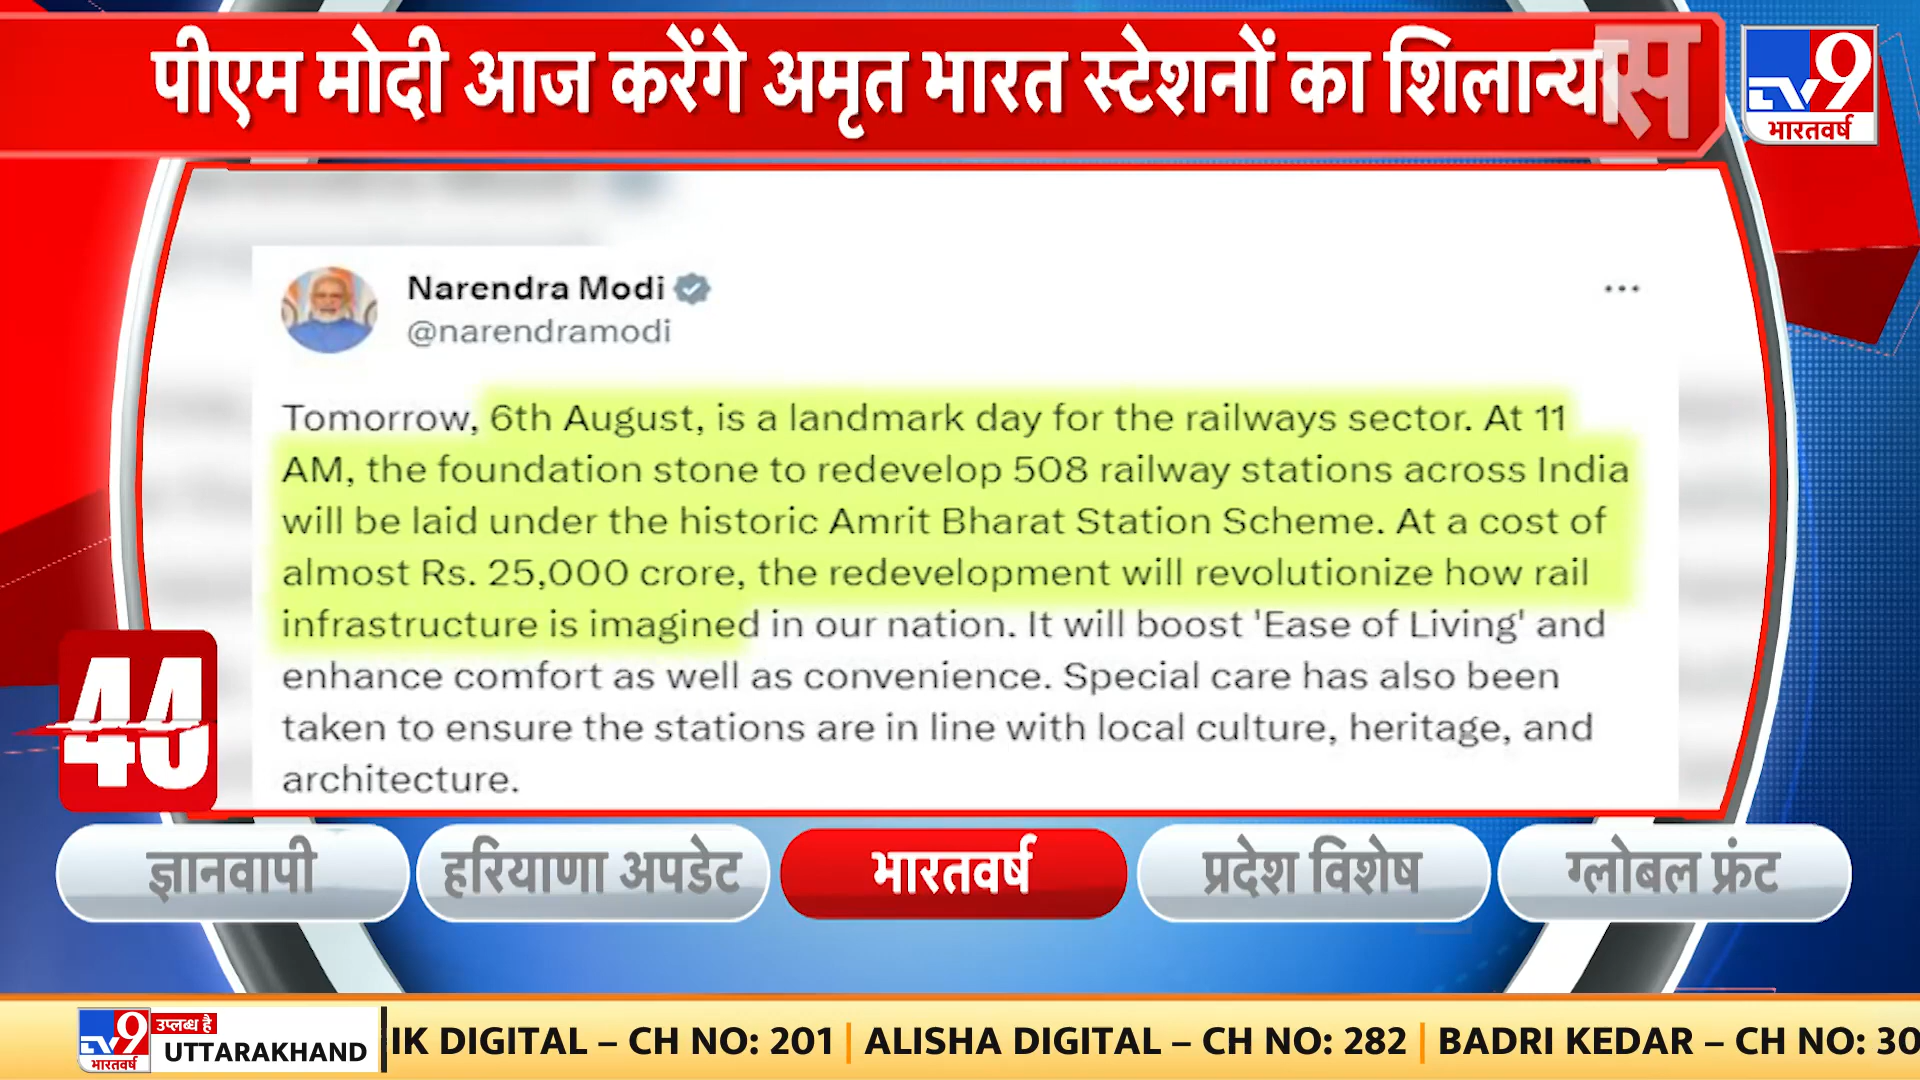 पीएम मोदी आज करेंगे अमृत भारत स्टेशनों का शिलान्यास
TV9
भारतवर्ष
Narendra Modi
@narendramodi
Tomorrow, 6th August, is a landmark day for the railways sector. At 11
AM, the foundation stone to redevelop 508 railway stations across India
will be laid under the historic Amrit Bharat Station Scheme. At a cost of
almost Rs. 25,000 crore, the redevelopment will revolutionize how rail
infrastructure is imagined in our nation. It will boost 'Ease of Living' and
enhance comfort as well as convenience. Special care has also been
taken to ensure the stations are in line with local culture, heritage, and
architecture.
ज्ञानवापी
हरियाणा अपडेट
भारतवर्ष
प्रदेश विशेष
ग्लोबल फ्रंट
TV9
भारतवर्ष
उप्लब्ध है
UTTARAKHAND
IK DIGITAL – CH NO: 201 | ALISHA DIGITAL – CH NO: 282 | BADRI KEDAR – CH NO: 30